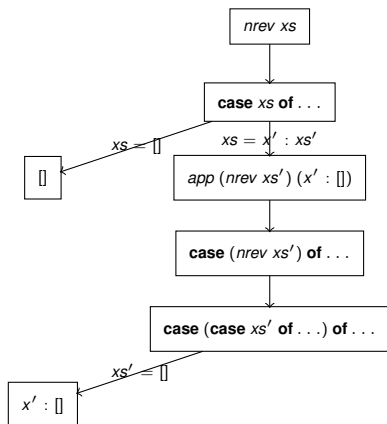 nrev xs
case xs of . . .
xs = []
xs = x′ : xs′
[]
app (nrev xs′) (x′ : [])
case (nrev xs′) of . . .
case (case xs′ of . . .) of . . .
xs′ = []
x′ : []